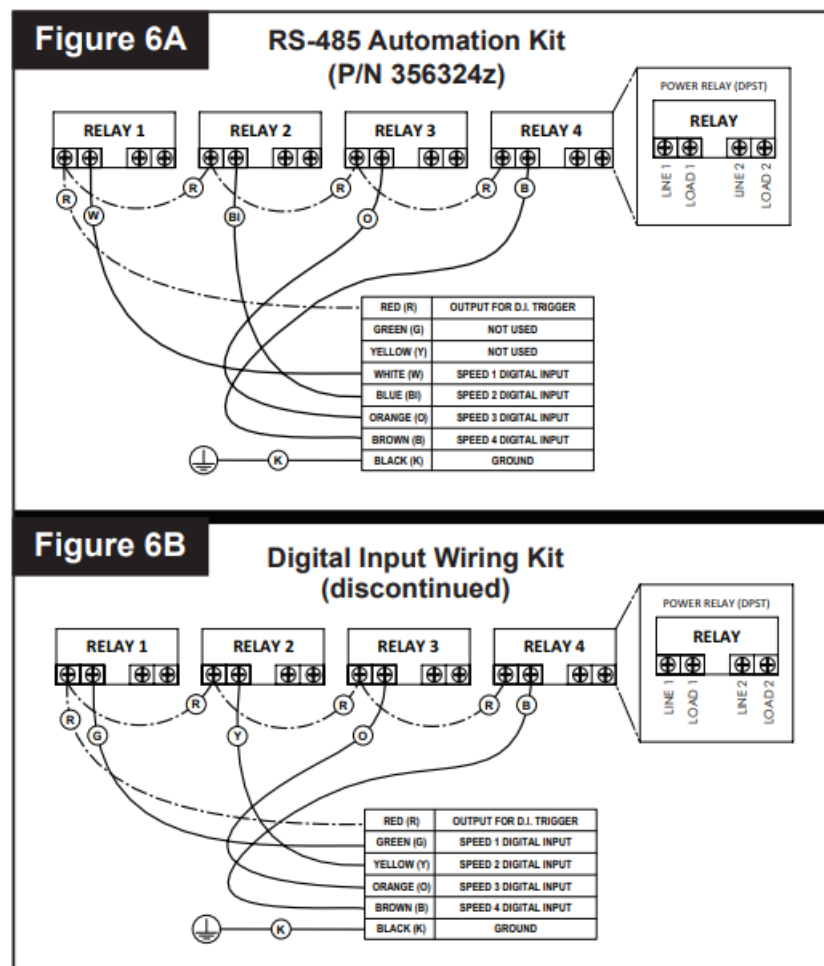 Figure 6A
RS-485 Automation Kit
(P/N 356324z)
POWER RELAY (DPST)
RELAY
LINE 1
LOAD 1
LINE 2
LOAD 2
RELAY 1
RELAY 2
RELAY 3
RELAY 4
R
R
R
R
B
W
Bl
O
RED (R) OUTPUT FOR D.I. TRIGGER
GREEN (G) NOT USED
YELLOW (Y) NOT USED
WHITE (W) SPEED 1 DIGITAL INPUT
BLUE (Bl) SPEED 2 DIGITAL INPUT
ORANGE (O) SPEED 3 DIGITAL INPUT
BROWN (B) SPEED 4 DIGITAL INPUT
BLACK (K) GROUND
K
Figure 6B
Digital Input Wiring Kit
(discontinued)
POWER RELAY (DPST)
RELAY
LINE 1
LOAD 1
LINE 2
LOAD 2
RELAY 1
RELAY 2
RELAY 3
RELAY 4
R
R
R
R
B
G
Y
O
RED (R) OUTPUT FOR D.I. TRIGGER
GREEN (G) SPEED 1 DIGITAL INPUT
YELLOW (Y) SPEED 2 DIGITAL INPUT
ORANGE (O) SPEED 3 DIGITAL INPUT
BROWN (B) SPEED 4 DIGITAL INPUT
BLACK (K) GROUND
K